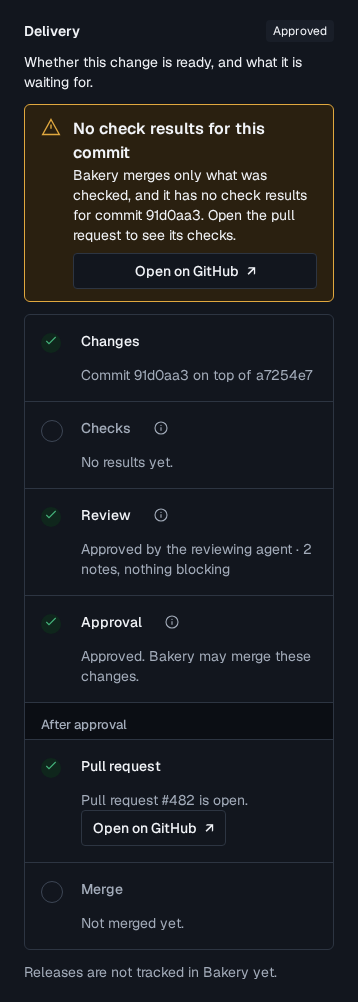 Delivery
Approved
Whether this change is ready, and what it is
waiting for.
No check results for this
commit
Bakery merges only what was
checked, and it has no check results
for commit 91d0aa3. Open the pull
request to see its checks.
Open on GitHub
Changes
Commit 91d0aa3 on top of a7254e7
Checks
No results yet.
Review
Approved by the reviewing agent · 2
notes, nothing blocking
Approval
Approved. Bakery may merge these
changes.
After approval
Pull request
Pull request #482 is open.
Open on GitHub
Merge
Not merged yet.
Releases are not tracked in Bakery yet.